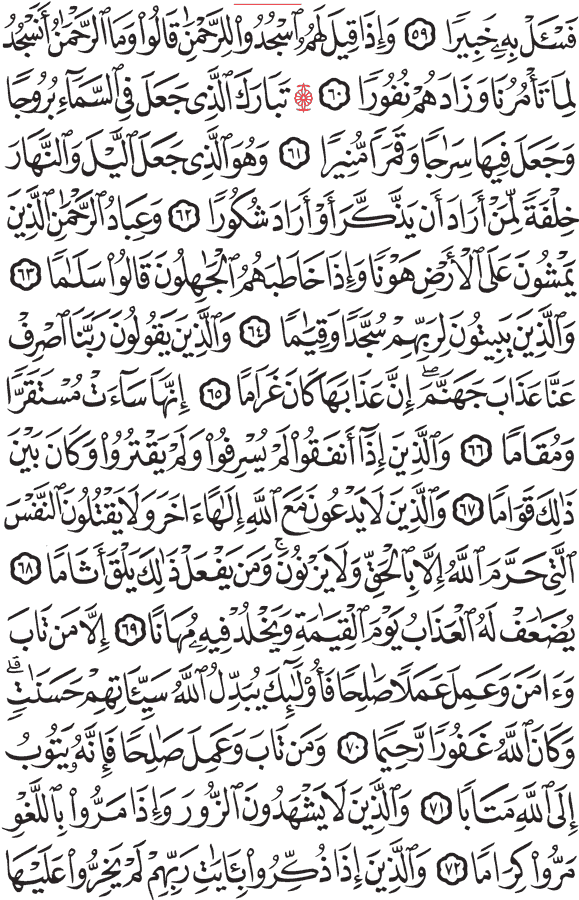 فَسْـَٔلْ بِهِۦ خَبِيرًا ٥٩ وَإِذَا قِيلَ لَهُمُ ٱسْجُدُوا۟ لِلرَّحْمَٰنِ قَالُوا۟ وَمَا ٱلرَّحْمَٰنُ أَنَسْجُدُ
لِمَا تَأْمُرُنَا وَزَادَهُمْ نُفُورًا ٦٠ تَبَارَكَ ٱلَّذِى جَعَلَ فِى ٱلسَّمَآءِ بُرُوجًا
وَجَعَلَ فِيهَا سِرَٰجًا وَقَمَرًا مُّنِيرًا ٦١ وَهُوَ ٱلَّذِى جَعَلَ ٱلَّيْلَ وَٱلنَّهَارَ
خِلْفَةً لِّمَنْ أَرَادَ أَن يَذَّكَّرَ أَوْ أَرَادَ شُكُورًا ٦٢ وَعِبَادُ ٱلرَّحْمَٰنِ ٱلَّذِينَ
يَمْشُونَ عَلَى ٱلْأَرْضِ هَوْنًا وَإِذَا خَاطَبَهُمُ ٱلْجَٰهِلُونَ قَالُوا۟ سَلَٰمًا ٦٣
وَٱلَّذِينَ يَبِيتُونَ لِرَبِّهِمْ سُجَّدًا وَقِيَٰمًا ٦٤ وَٱلَّذِينَ يَقُولُونَ رَبَّنَا ٱصْرِفْ
عَنَّا عَذَابَ جَهَنَّمَ ۖ إِنَّ عَذَابَهَا كَانَ غَرَامًا ٦٥ إِنَّهَا سَآءَتْ مُسْتَقَرًّا
وَمُقَامًا ٦٦ وَٱلَّذِينَ إِذَآ أَنفَقُوا۟ لَمْ يُسْرِفُوا۟ وَلَمْ يَقْتُرُوا۟ وَكَانَ بَيْنَ
ذَٰلِكَ قَوَامًا ٦٧ وَٱلَّذِينَ لَا يَدْعُونَ مَعَ ٱللَّهِ إِلَٰهًا ءَاخَرَ وَلَا يَقْتُلُونَ ٱلنَّفْسَ
ٱلَّتِى حَرَّمَ ٱللَّهُ إِلَّا بِٱلْحَقِّ وَلَا يَزْنُونَ ۚ وَمَن يَفْعَلْ ذَٰلِكَ يَلْقَ أَثَامًا ٦٨
يُضَٰعَفْ لَهُ ٱلْعَذَابُ يَوْمَ ٱلْقِيَٰمَةِ وَيَخْلُدْ فِيهِۦ مُهَانًا ٦٩ إِلَّا مَن تَابَ
وَءَامَنَ وَعَمِلَ عَمَلًا صَٰلِحًا فَأُو۟لَٰٓئِكَ يُبَدِّلُ ٱللَّهُ سَيِّـَٔاتِهِمْ حَسَنَٰتٍ ۗ
وَكَانَ ٱللَّهُ غَفُورًا رَّحِيمًا ٧٠ وَمَن تَابَ وَعَمِلَ صَٰلِحًا فَإِنَّهُۥ يَتُوبُ
إِلَى ٱللَّهِ مَتَابًا ٧١ وَٱلَّذِينَ لَا يَشْهَدُونَ ٱلزُّورَ وَإِذَا مَرُّوا۟ بِٱللَّغْوِ
مَرُّوا۟ كِرَامًا ٧٢ وَٱلَّذِينَ إِذَا ذُكِّرُوا۟ بِـَٔايَٰتِ رَبِّهِمْ لَمْ يَخِرُّوا۟ عَلَيْهَا